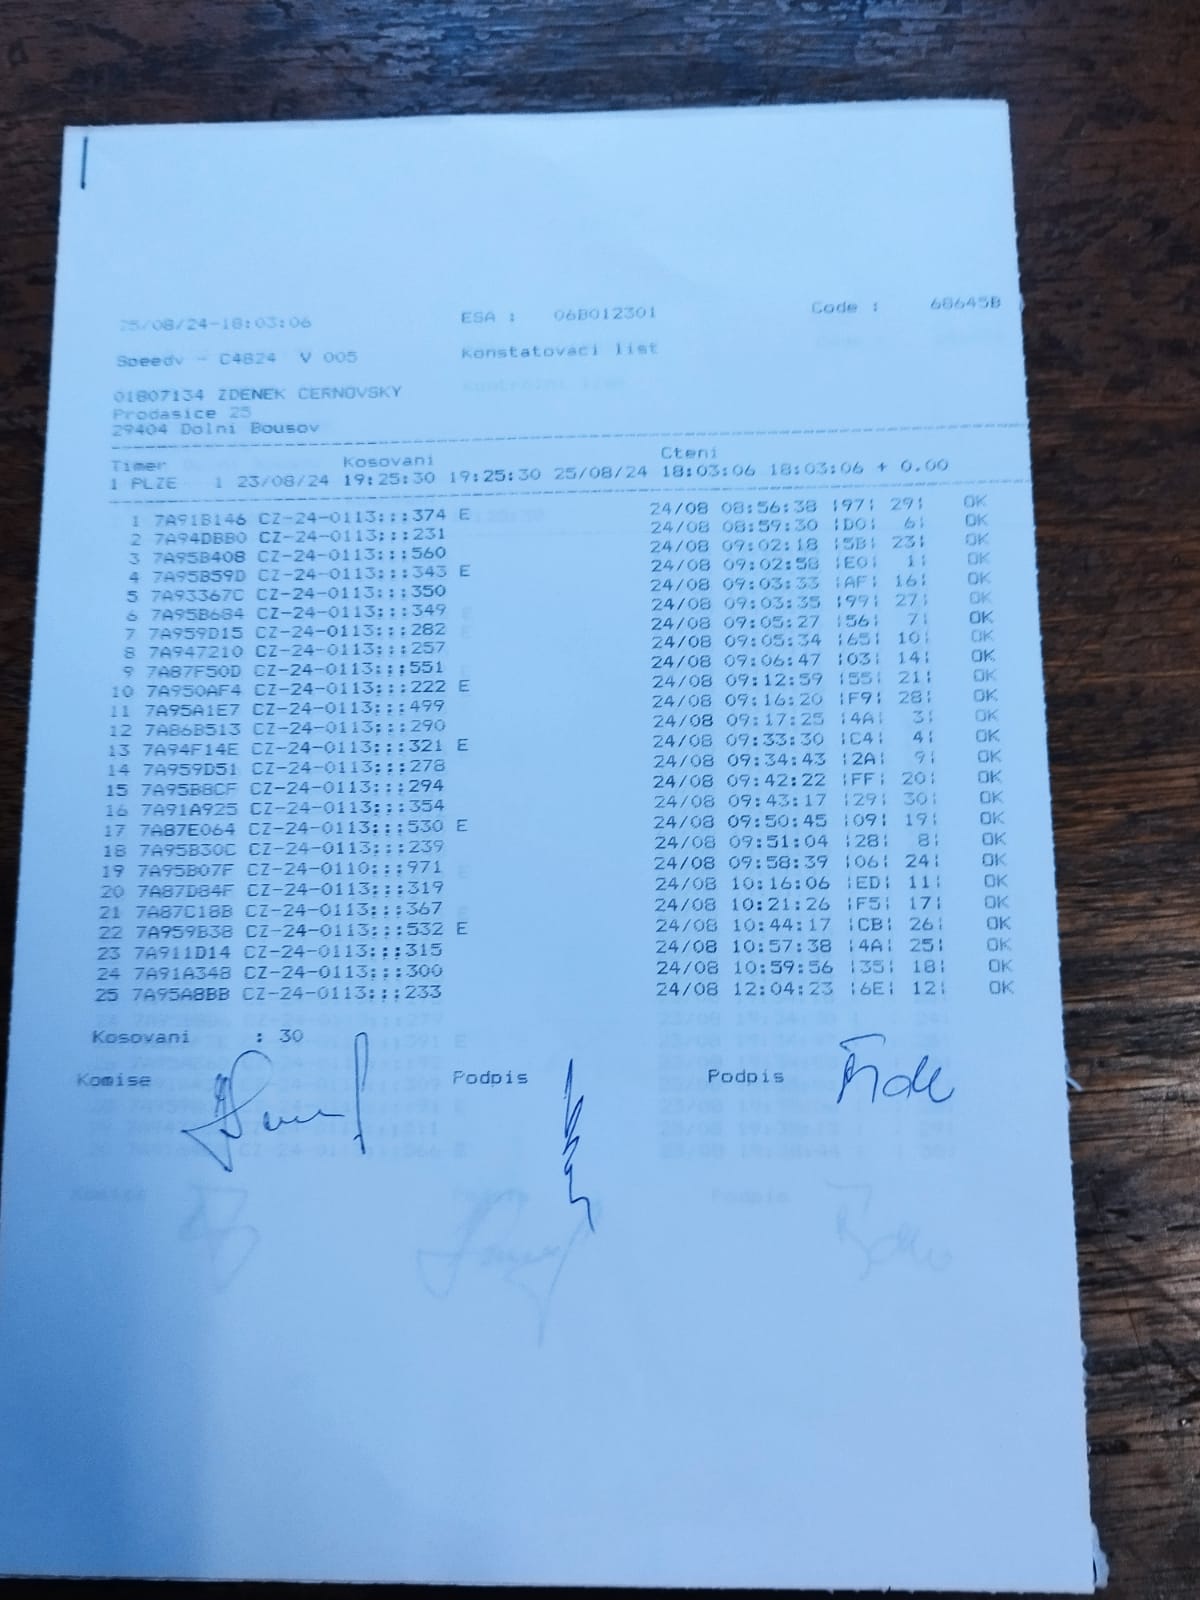 25/08/24-18:03:06 ESA : 06B012301 Code : 68645B
Speedy - C4824 V 005 Konstatovaci list
01807134 ZDENEK CERNOVSKY
Prodasice 25
29404 Dolni Bousov
Timer Kosovani Cteni
1 PLZE 1 23/08/24 19:25:30 19:25:30 25/08/24 18:03:06 18:03:06 + 0.00
1 7A91B146 CZ-24-0113:::374 E 24/08 08:56:38 |97| 29| OK
2 7A94DBB0 CZ-24-0113:::231 24/08 08:59:30 |D0| 6| OK
3 7A95B408 CZ-24-0113:::560 24/08 09:02:18 |5B| 23| OK
4 7A95B59D CZ-24-0113:::343 E 24/08 09:02:58 |E0| 1| OK
5 7A93367C CZ-24-0113:::350 24/08 09:03:33 |AF| 16| OK
6 7A95B684 CZ-24-0113:::349 24/08 09:03:35 |99| 27| OK
7 7A959D15 CZ-24-0113:::282 24/08 09:05:27 |56| 7| OK
8 7A947210 CZ-24-0113:::257 24/08 09:05:34 |65| 10| OK
9 7A87F50D CZ-24-0113:::551 24/08 09:06:47 |03| 14| OK
10 7A950AF4 CZ-24-0113:::222 E 24/08 09:12:59 |55| 21| OK
11 7A95A1E7 CZ-24-0113:::499 24/08 09:16:20 |F9| 28| OK
12 7A86B513 CZ-24-0113:::290 24/08 09:17:25 |4A| 3| OK
13 7A94F14E CZ-24-0113:::321 E 24/08 09:33:30 |C4| 4| OK
14 7A959D51 CZ-24-0113:::278 24/08 09:34:43 |2A| 9| OK
15 7A95B8CF CZ-24-0113:::294 24/08 09:42:22 |FF| 20| OK
16 7A91A925 CZ-24-0113:::354 24/08 09:43:17 |29| 30| OK
17 7A87E064 CZ-24-0113:::530 E 24/08 09:50:45 |09| 19| OK
18 7A95B30C CZ-24-0113:::239 24/08 09:51:04 |28| 8| OK
19 7A95B07F CZ-24-0110:::971 24/08 09:58:39 |06| 24| OK
20 7A87D84F CZ-24-0113:::319 24/08 10:16:06 |ED| 11| OK
21 7A87C18B CZ-24-0113:::367 24/08 10:21:26 |F5| 17| OK
22 7A959B38 CZ-24-0113:::532 E 24/08 10:44:17 |CB| 26| OK
23 7A911D14 CZ-24-0113:::315 24/08 10:57:38 |4A| 25| OK
24 7A91A348 CZ-24-0113:::300 24/08 10:59:56 |35| 18| OK
25 7A95A8BB CZ-24-0113:::233 24/08 12:04:23 |6E| 12| OK
Kosovani : 30
Komise Podpis Podpis